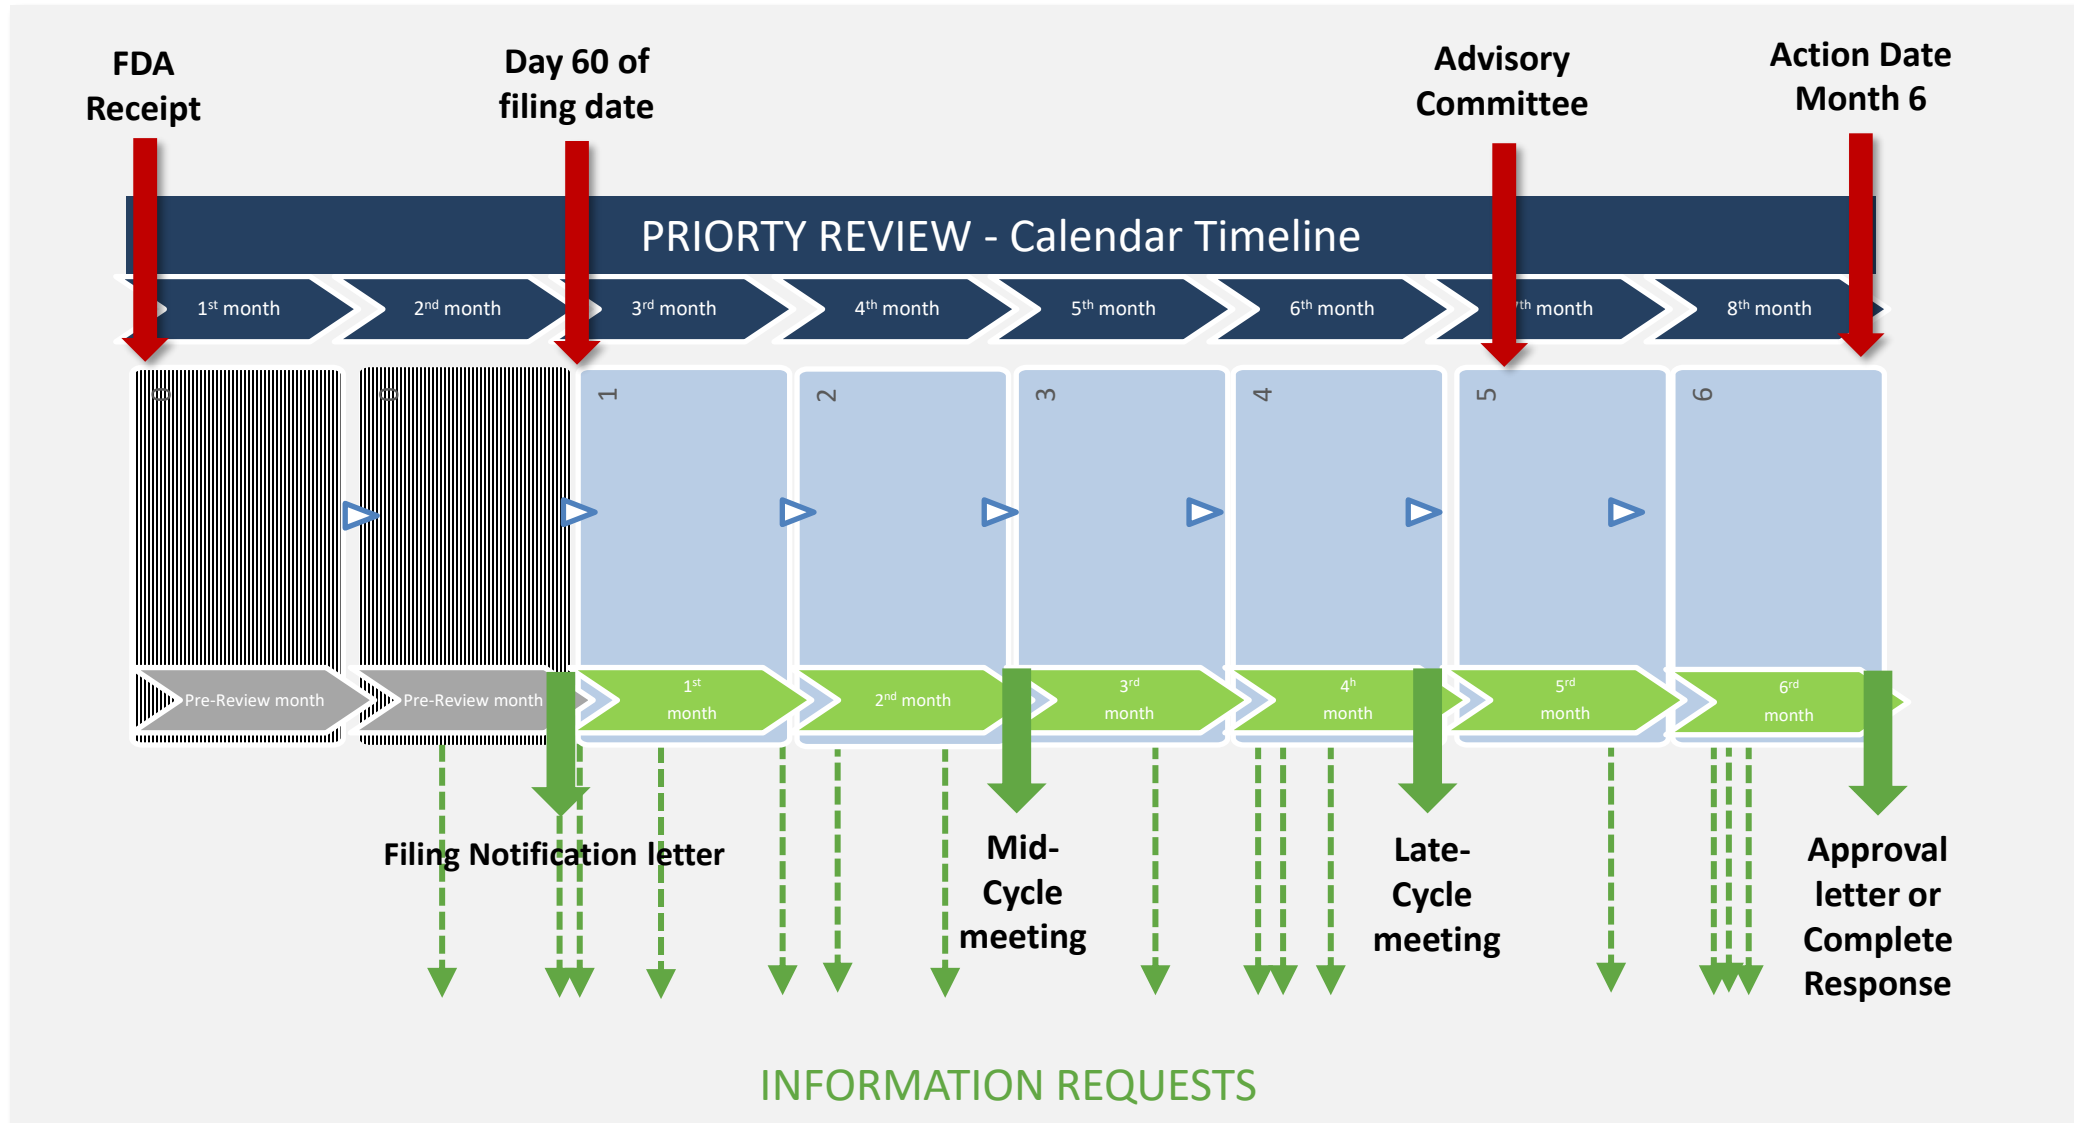 FDA
Receipt
Day 60 of
filing date
Advisory
Committee
Action Date
Month 6
PRIORTY REVIEW - Calendar Timeline
1st month
2nd month
3rd month
4th month
5th month
6th month
th month
8th month
1
2
3
4
5
6
Pre-Review month
Pre-Review month
1st
month
2nd month
3rd
month
4h
month
5rd
month
6rd
month
Filing Notification letter
Mid-
Cycle
meeting
Late-
Cycle
meeting
Approval
letter or
Complete
Response
INFORMATION REQUESTS